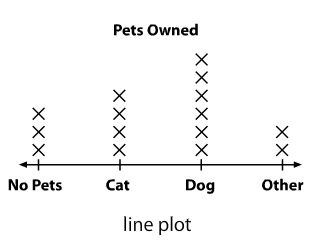 Pets Owned
No Pets Cat Dog Other
line plot